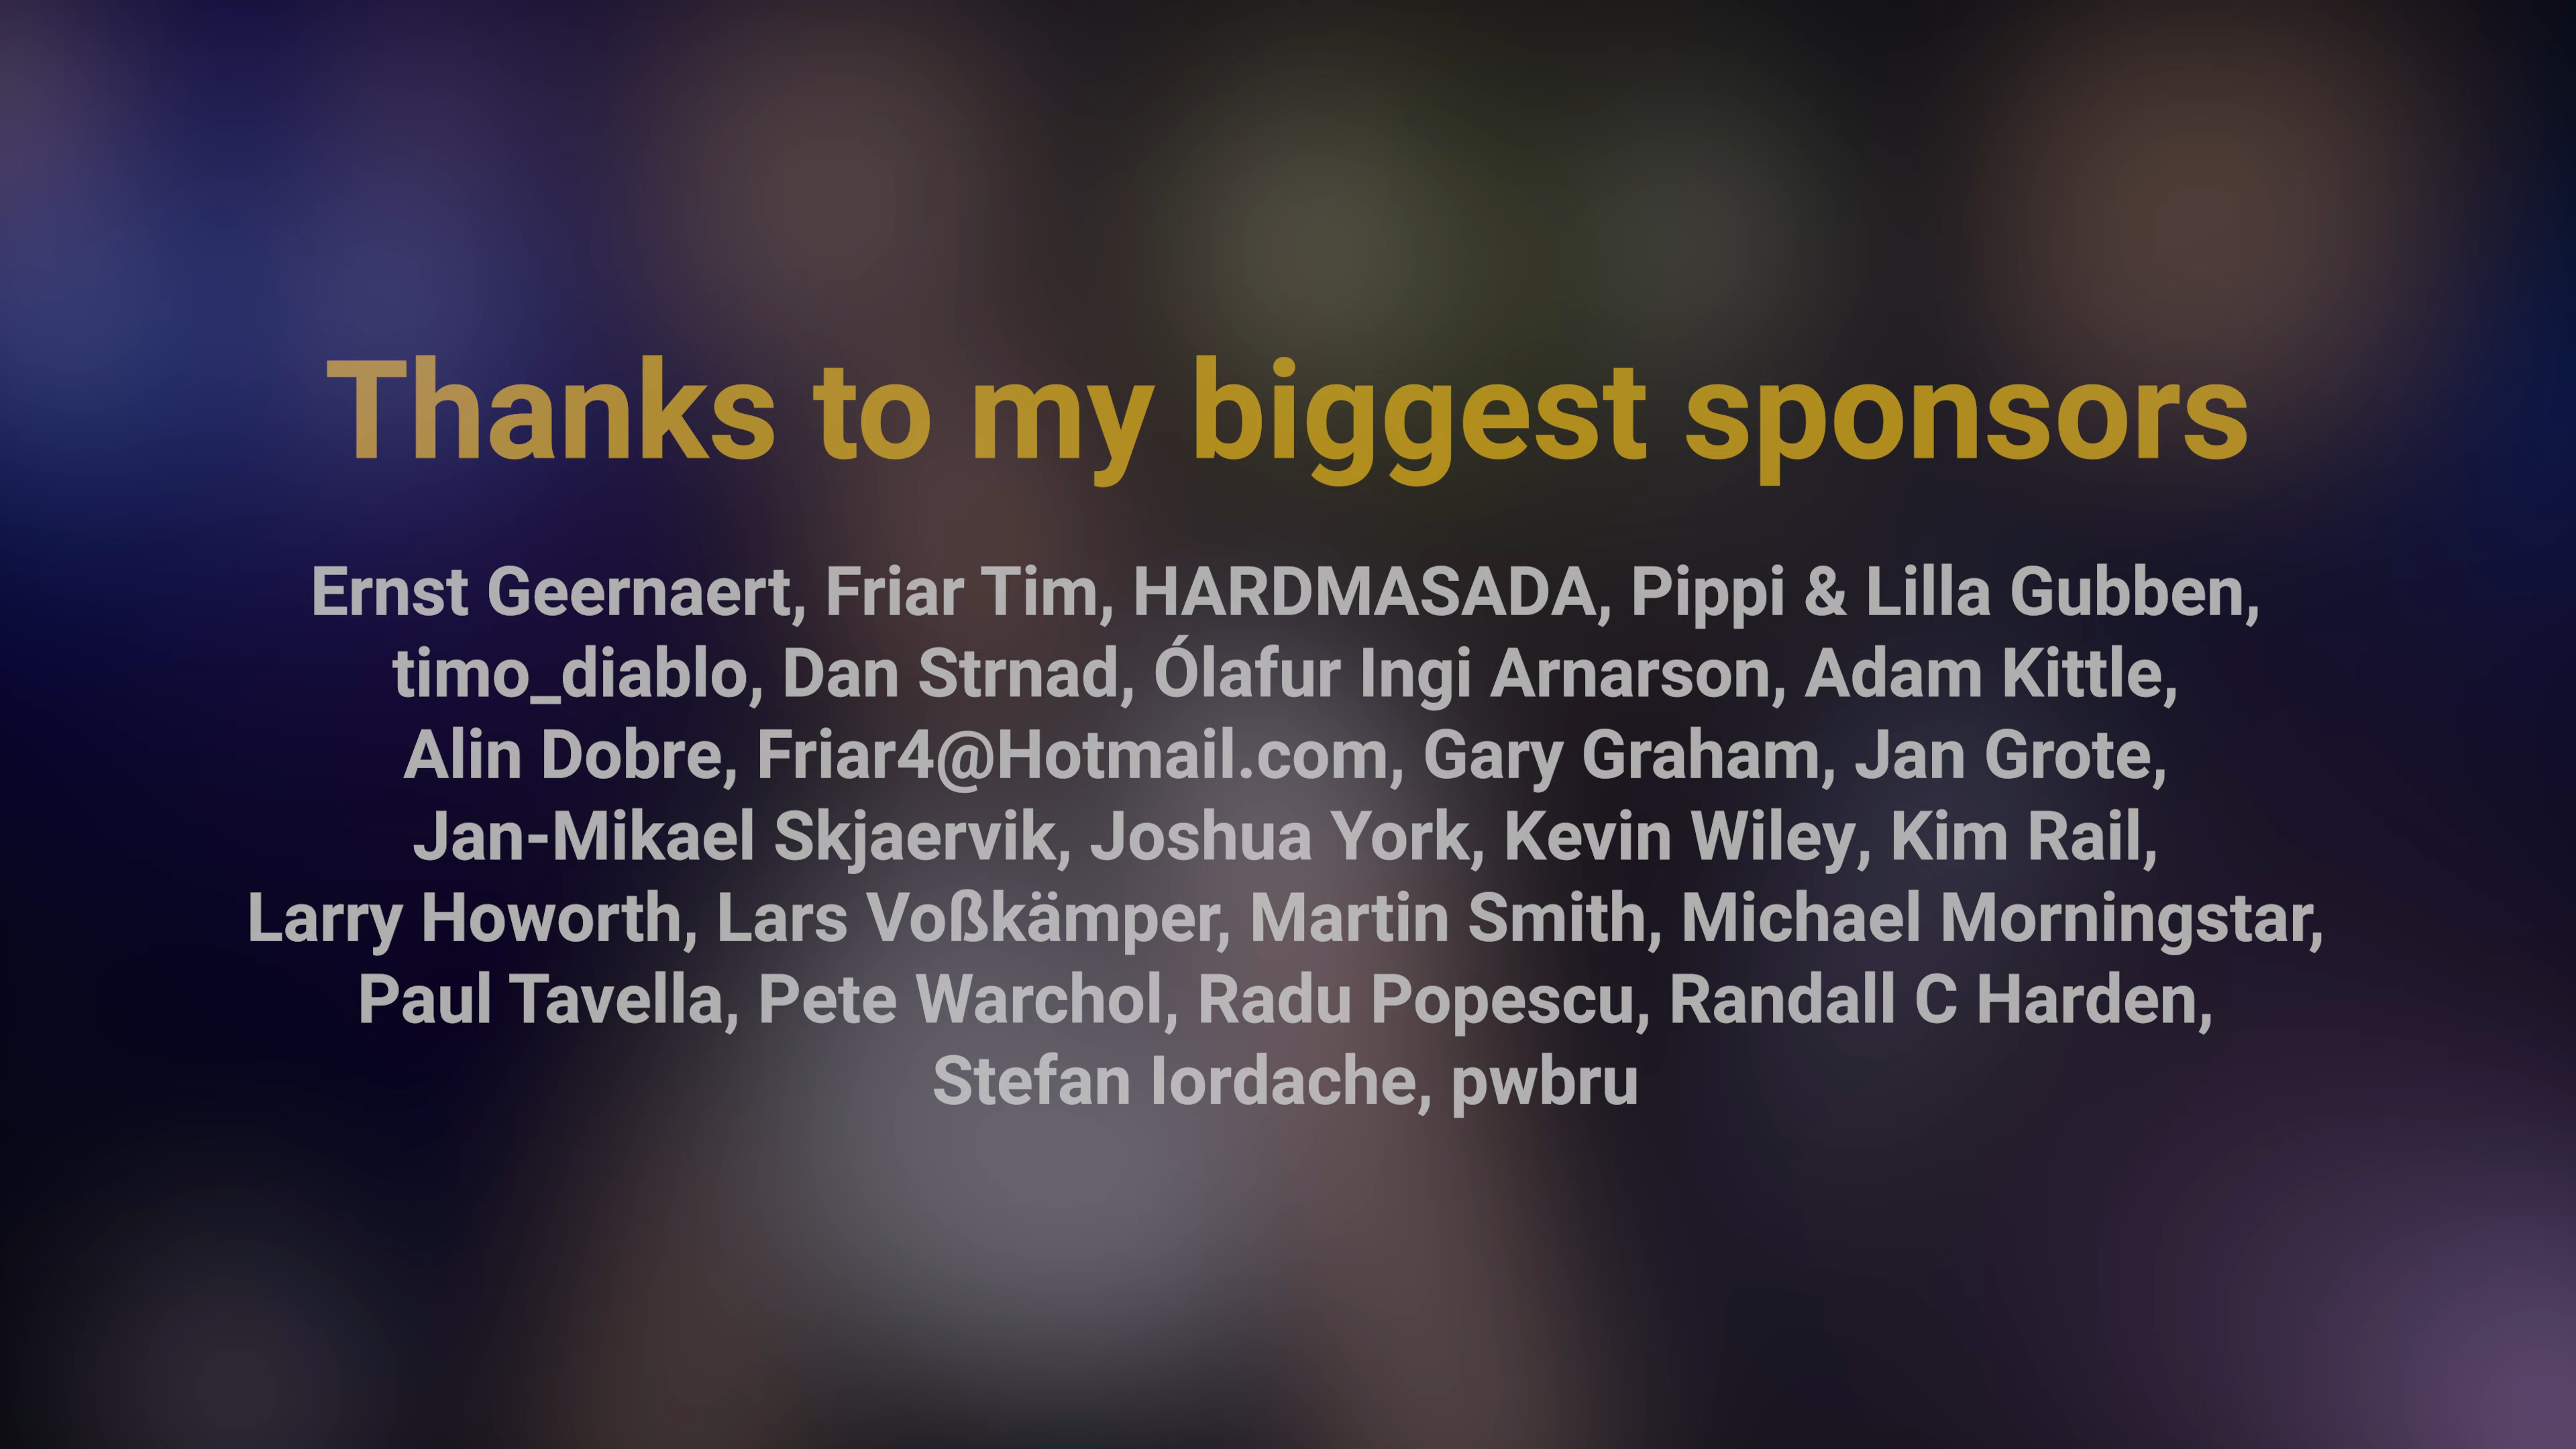 Thanks to my biggest sponsors
Ernst Geernaert, Friar Tim, HARDMASADA, Pippi & Lilla Gubben,
timo_diablo, Dan Strnad, Ólafur Ingi Arnarson, Adam Kittle,
Alin Dobre, Friar4@Hotmail.com, Gary Graham, Jan Grote,
Jan-Mikael Skjaervik, Joshua York, Kevin Wiley, Kim Rail,
Larry Howorth, Lars Voßkämper, Martin Smith, Michael Morningstar,
Paul Tavella, Pete Warchol, Radu Popescu, Randall C Harden,
Stefan Iordache, pwbru